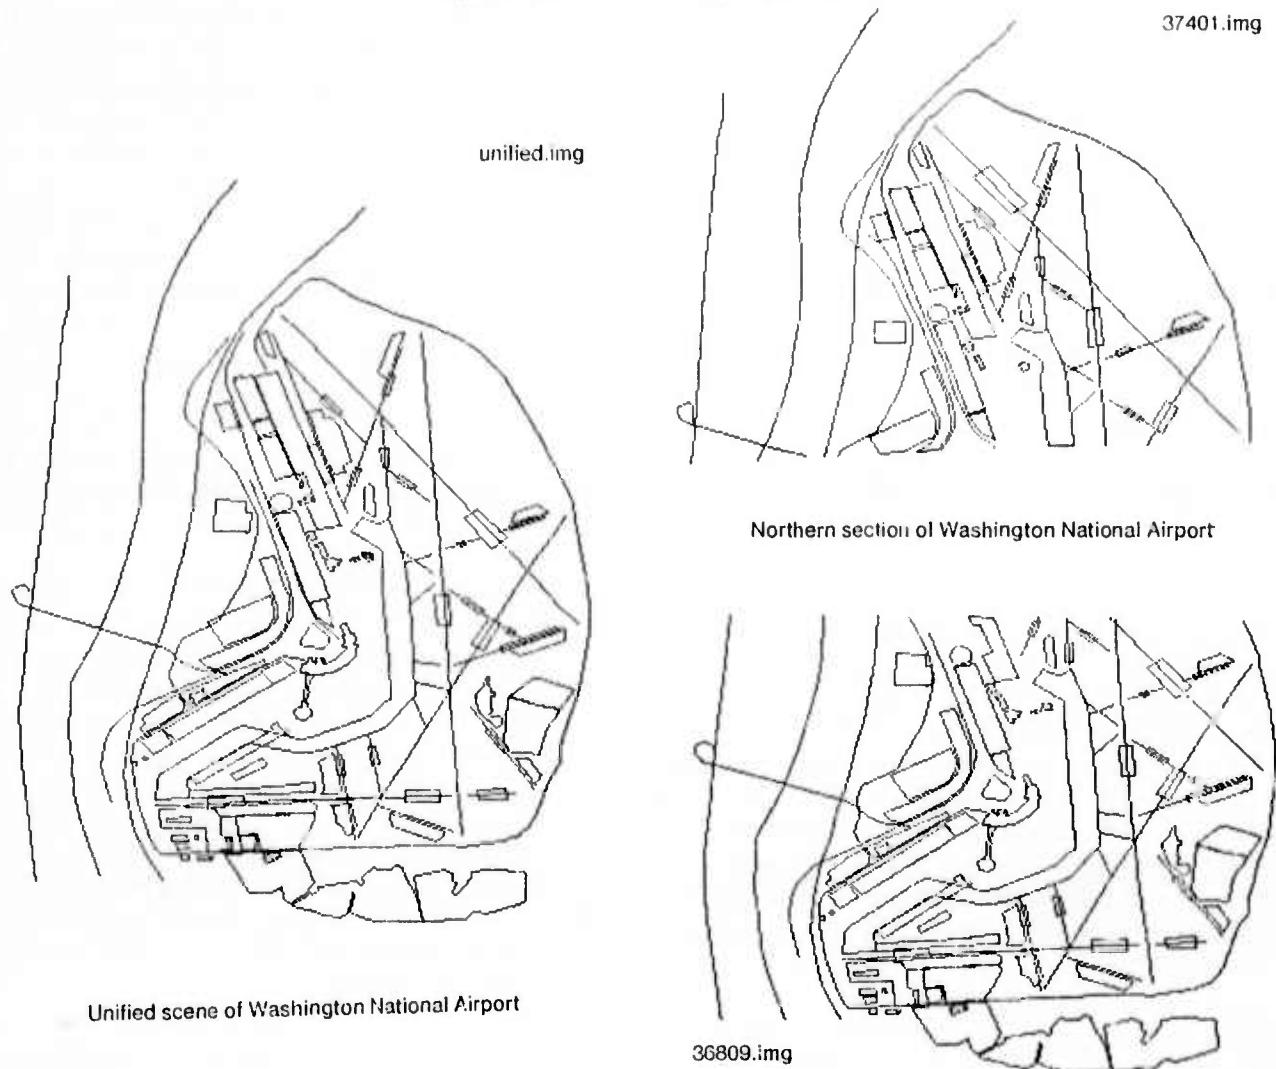 37401.img
unified.img
Northern section of Washington National Airport
Unified scene of Washington National Airport
36809.img